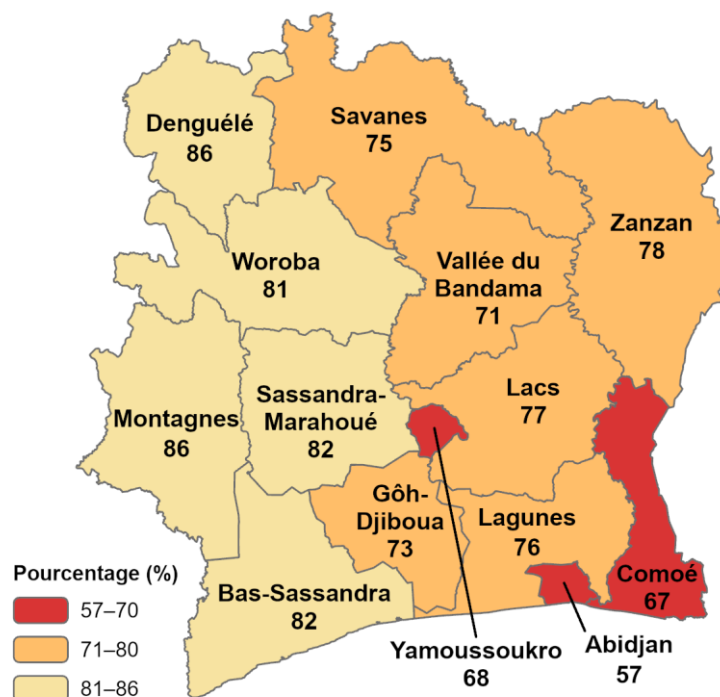 Denguélé
86
Savanes
75
Zanzan
78
Woroba
81
Vallée du
Bandama
71
Lacs
77
Montagnes
86
Sassandra-
Marahoué
82
Gôh-
Djiboua
73
Lagunes
76
Comoé
67
Bas-Sassandra
82
Yamoussoukro
68
Abidjan
57
Pourcentage (%)
57–70
71–80
81–86